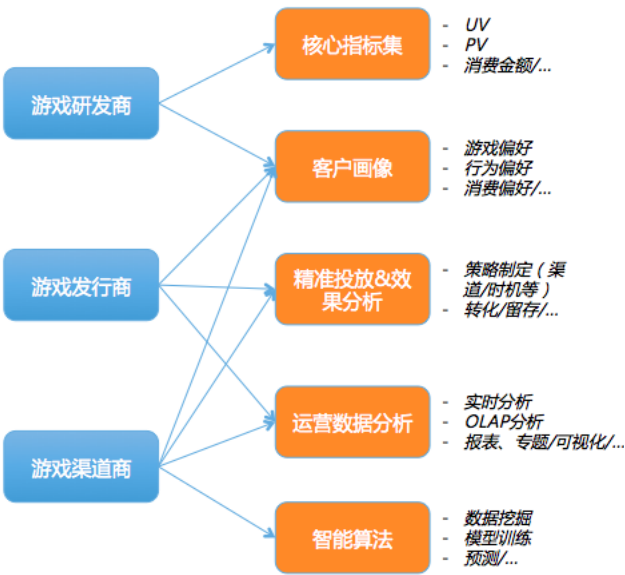 游戏研发商
游戏发行商
游戏渠道商
核心指标集
- UV
- PV
- 消费金额/...
客户画像
- 游戏偏好
- 行为偏好
- 消费偏好/...
精准投放&效
果分析
- 策略制定（渠
道/时机等）
- 转化/留存/...
运营数据分析
- 实时分析
- OLAP分析
- 报表、专题/可视化/...
智能算法
- 数据挖掘
- 模型训练
- 预测/...